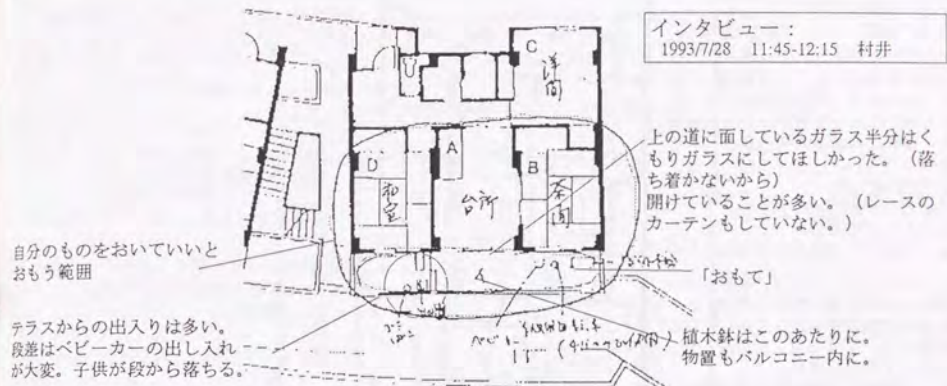 インタビュー：
1993/7/28 11:45-12:15 村井
C
洋間
D
A
B
和室
台所
茶の間
上の道に面しているガラス半分はく
もりガラスにしてほしかった。（落
ち着かないから）
開けていることが多い。（レースの
カーテンもしていない。）
自分のものをおいていいと
おもう範囲
「おもて」
テラスからの出入りは多い。
段差はベビーカーの出し入れ
が大変。子供が段から落ちる。
植木鉢はこのあたりに。
物置もバルコニー内に。